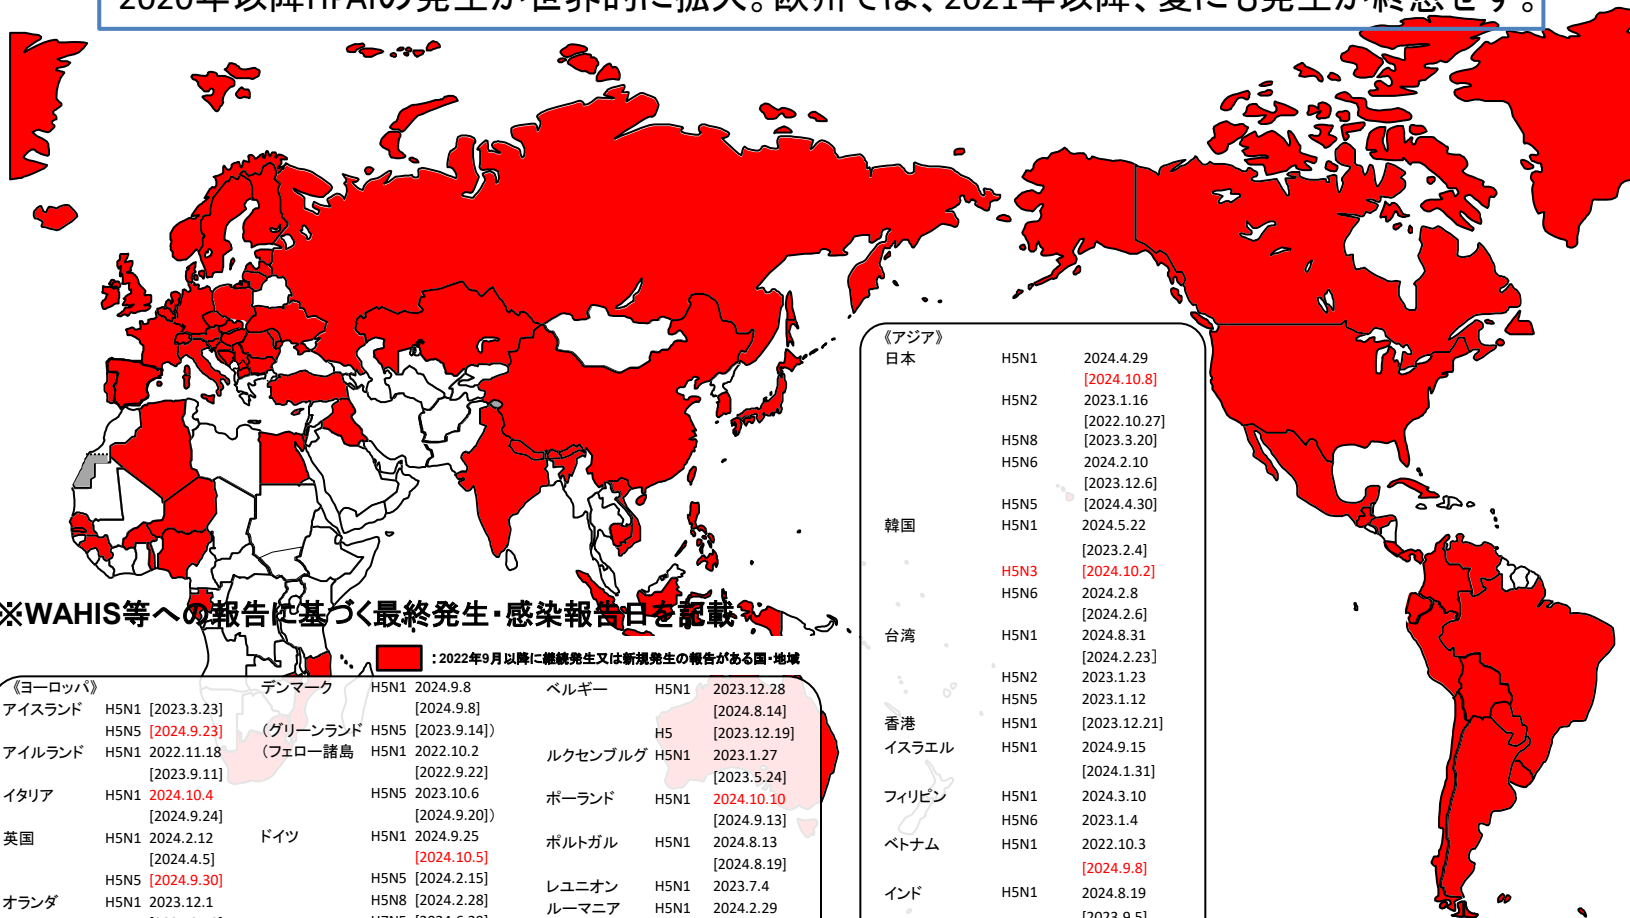 2020年以降HPAIの発生が世界的に拡大。欧州では、2021年以降、夏にも発生が終息せず。
《アジア》
日本 H5N1 2024.4.29
[2024.10.8]
H5N2 2023.1.16
[2022.10.27]
H5N8 [2023.3.20]
H5N6 2024.2.10
[2023.12.6]
H5N5 [2024.4.30]
韓国 H5N1 2024.5.22
[2023.2.4]
H5N3 [2024.10.2]
H5N6 2024.2.8
[2024.2.6]
台湾 H5N1 2024.8.31
[2024.2.23]
H5N2 2023.1.23
H5N5 2023.1.12
香港 H5N1 [2023.12.21]
イスラエル H5N1 2024.9.15
[2024.1.31]
フィリピン H5N1 2024.3.10
H5N6 2023.1.4
ベトナム H5N1 2022.10.3
[2024.9.8]
インド H5N1 2024.8.19
[2023.9.5]
※WAHIS等への報告に基づく最終発生・感染報告日を記載
：2022年9月以降に継続発生又は新規発生の報告がある国・地域
《ヨーロッパ》
アイスランド H5N1 [2023.3.23]
H5N5 [2024.9.23]
アイルランド H5N1 2022.11.18
[2023.9.11]
イタリア H5N1 2024.10.4
[2024.9.24]
英国 H5N1 2024.2.12
[2024.4.5]
H5N5 [2024.9.30]
オランダ H5N1 2023.12.1
デンマーク H5N1 2024.9.8
[2024.9.8]
（グリーンランド H5N5 [2023.9.14]）
（フェロー諸島 H5N1 2022.10.2
[2022.9.22]
H5N5 2023.10.6
[2024.9.20]）
ドイツ H5N1 2024.9.25
[2024.10.5]
H5N5 [2024.2.15]
H5N8 [2024.2.28]
ベルギー H5N1 2023.12.28
[2024.8.14]
H5 [2023.12.19]
ルクセンブルグ H5N1 2023.1.27
[2023.5.24]
ポーランド H5N1 2024.10.10
[2024.9.13]
ポルトガル H5N1 2024.8.13
[2024.8.19]
レユニオン H5N1 2023.7.4
ルーマニア H5N1 2024.2.29